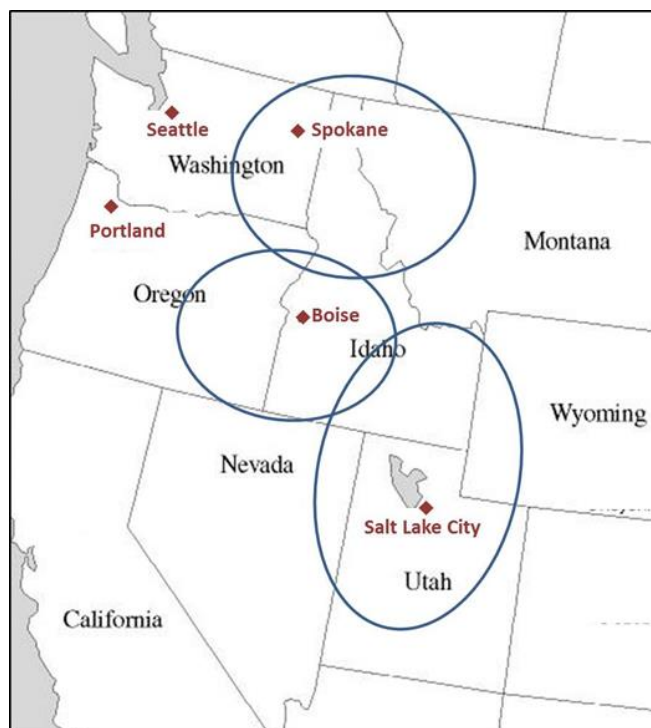 Seattle
Spokane
Washington
Portland
Montana
Oregon
Boise
Idaho
Wyoming
Nevada
Salt Lake City
Utah
California